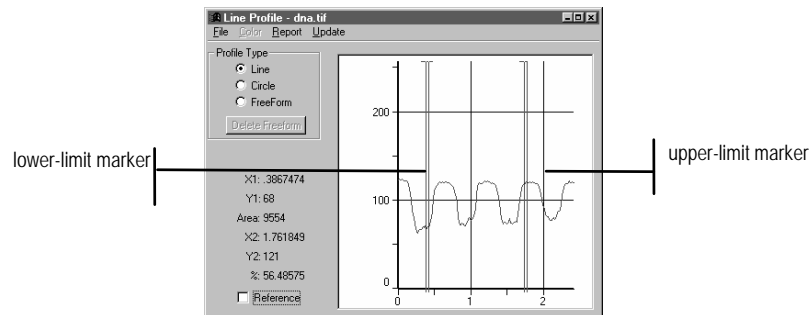 Line Profile - dna.tif
File Color Report Update
Profile Type
Line
Circle
FreeForm
Delete Freeform
lower-limit marker
upper-limit marker
X1: .3867474
Y1: 68
Area: 9554
X2: 1.761849
Y2: 121
%: 56.48575
Reference
200
100
0
0 1 2